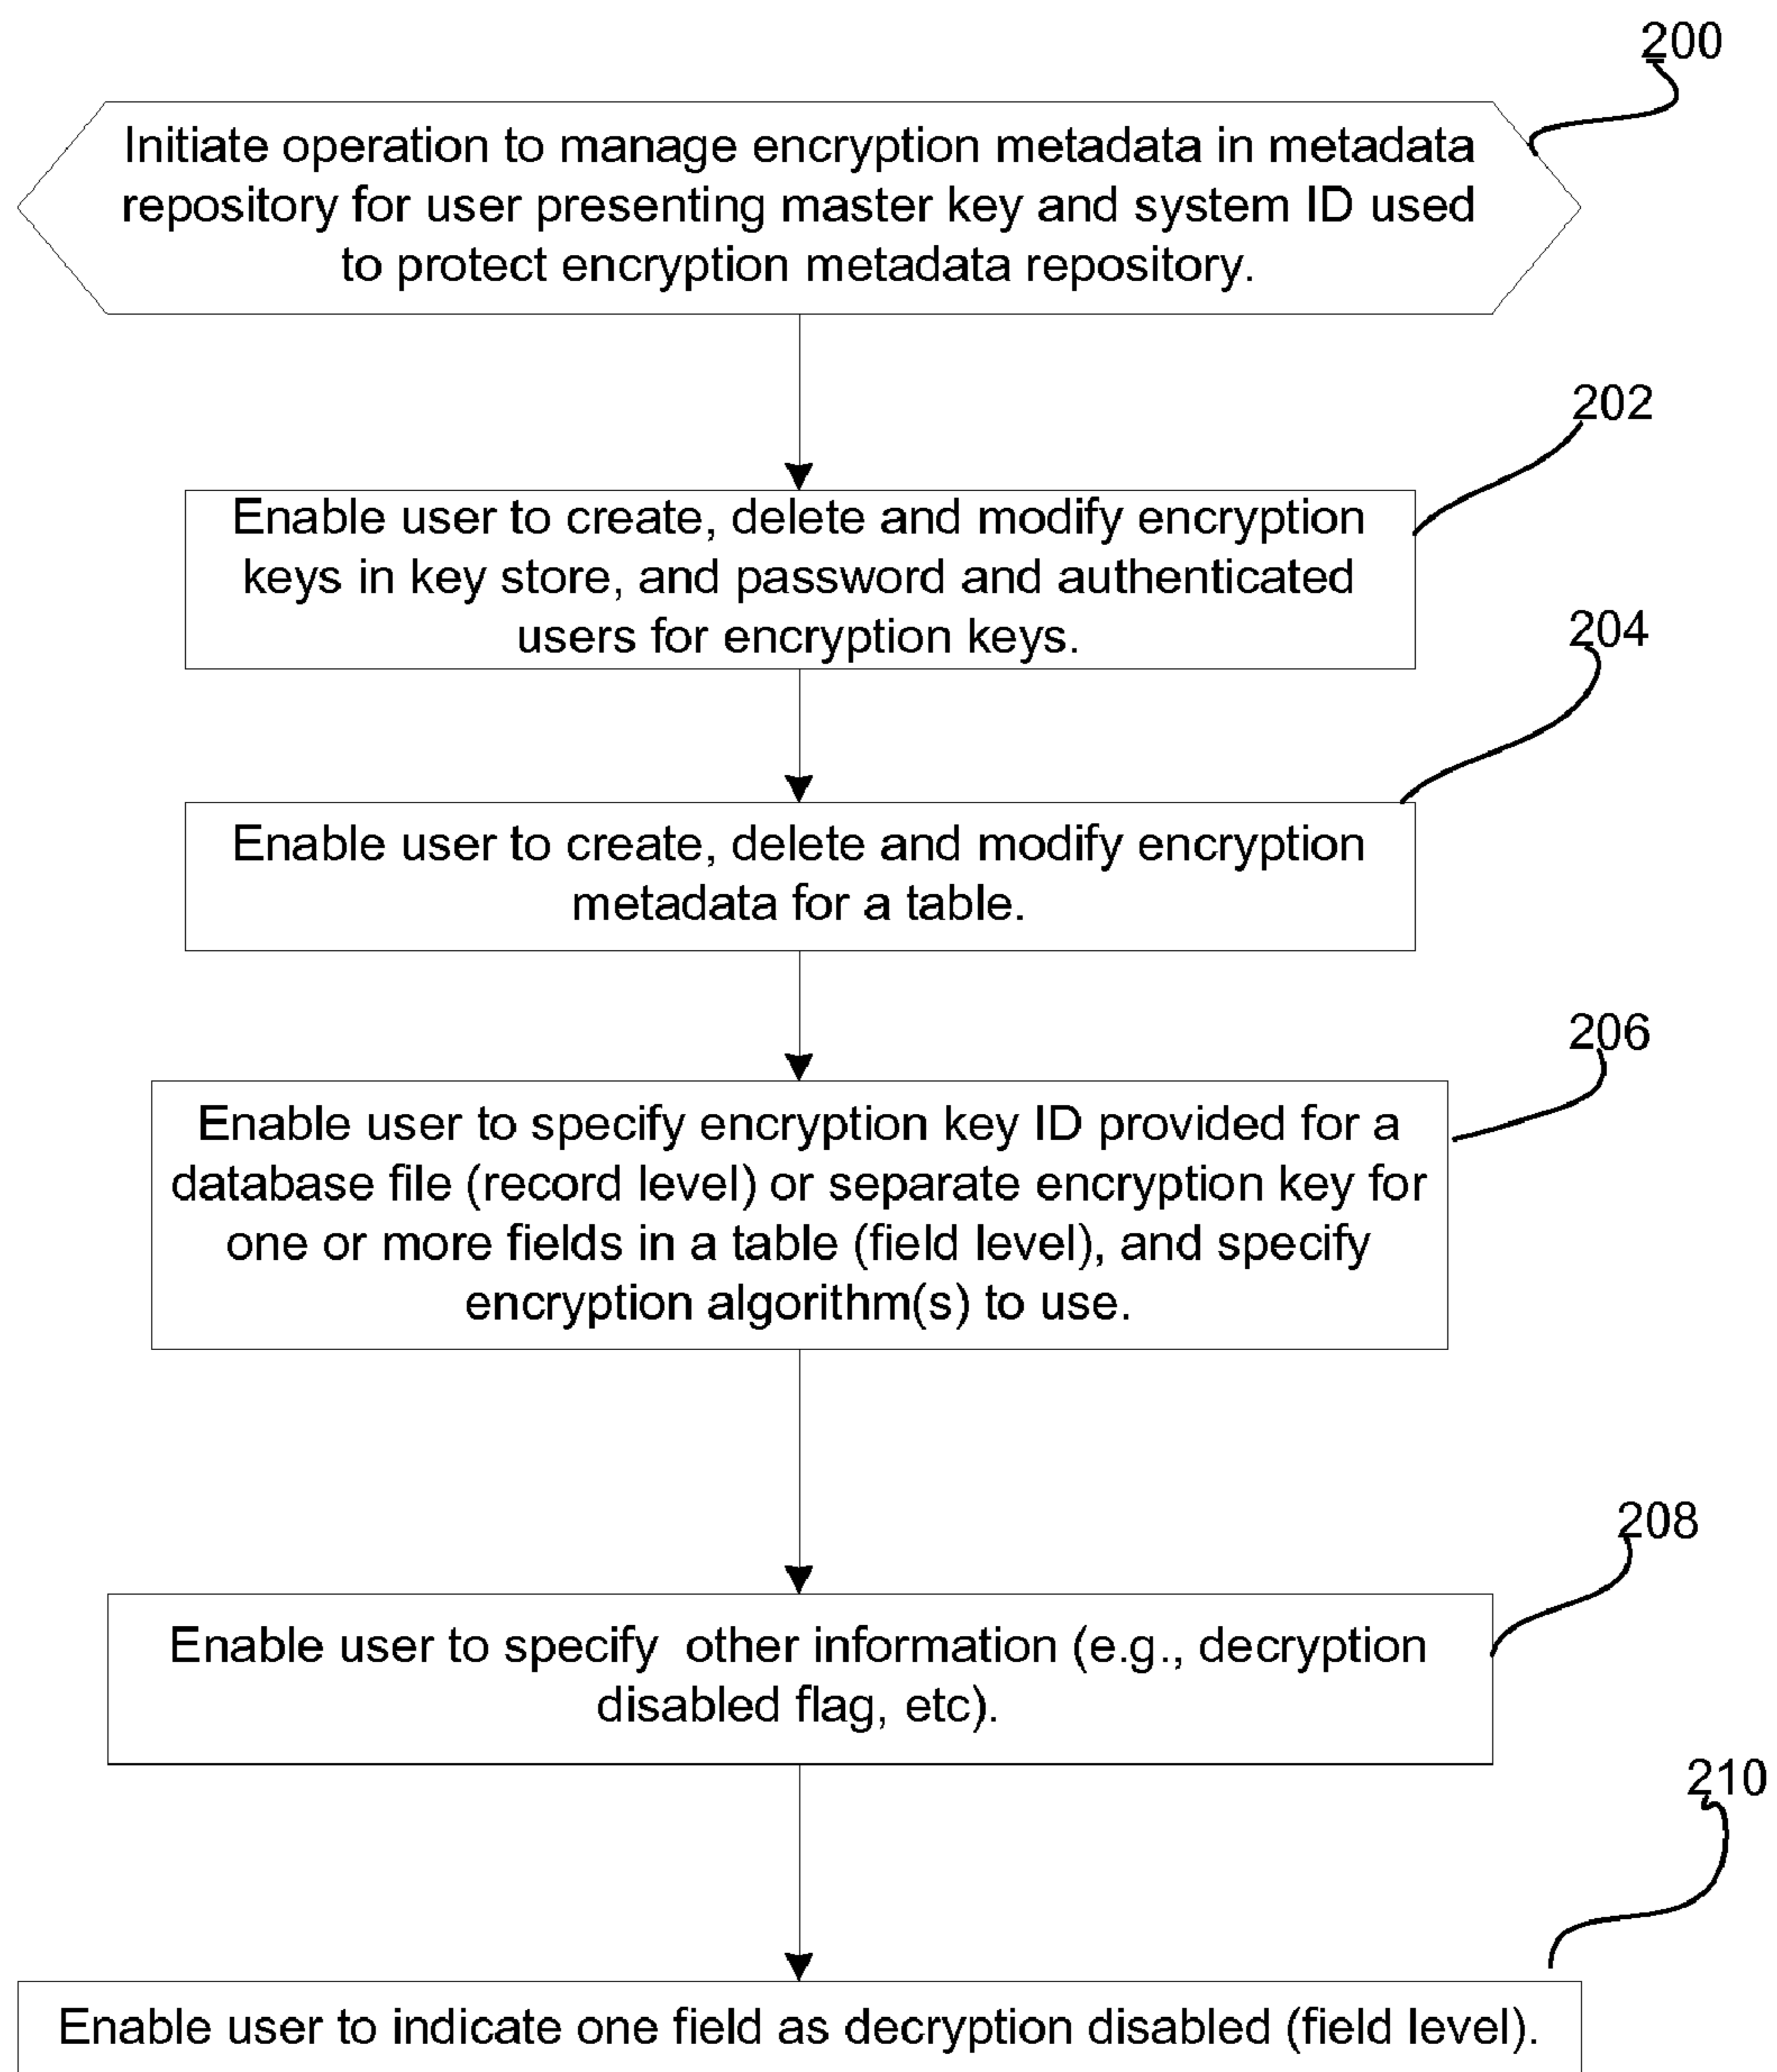 200
Initiate operation to manage encryption metadata in metadata
repository for user presenting master key and system ID used
to protect encryption metadata repository.
202
Enable user to create, delete and modify encryption
keys in key store, and password and authenticated
users for encryption keys.
204
Enable user to create, delete and modify encryption
metadata for a table.
206
Enable user to specify encryption key ID provided for a
database file (record level) or separate encryption key for
one or more fields in a table (field level), and specify
encryption algorithm(s) to use.
208
Enable user to specify other information (e.g., decryption
disabled flag, etc).
210
Enable user to indicate one field as decryption disabled (field level).